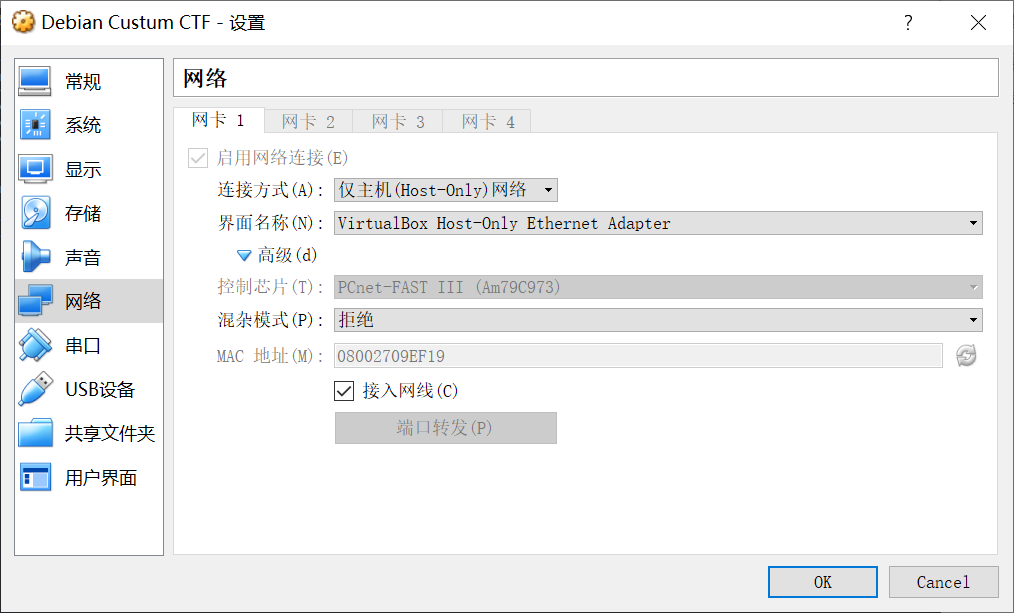 Debian Custum CTF - 设置
?
常规
系统
显示
存储
声音
网络
串口
USB设备
共享文件夹
用户界面
网络
网卡 1 网卡 2 网卡 3 网卡 4
启用网络连接(E)
连接方式(A): 仅主机(Host-Only)网络
界面名称(N): VirtualBox Host-Only Ethernet Adapter
高级(d)
控制芯片(T): PCnet-FAST III (Am79C973)
混杂模式(P): 拒绝
MAC 地址(M): 08002709EF19
接入网线(C)
端口转发(P)
OK Cancel